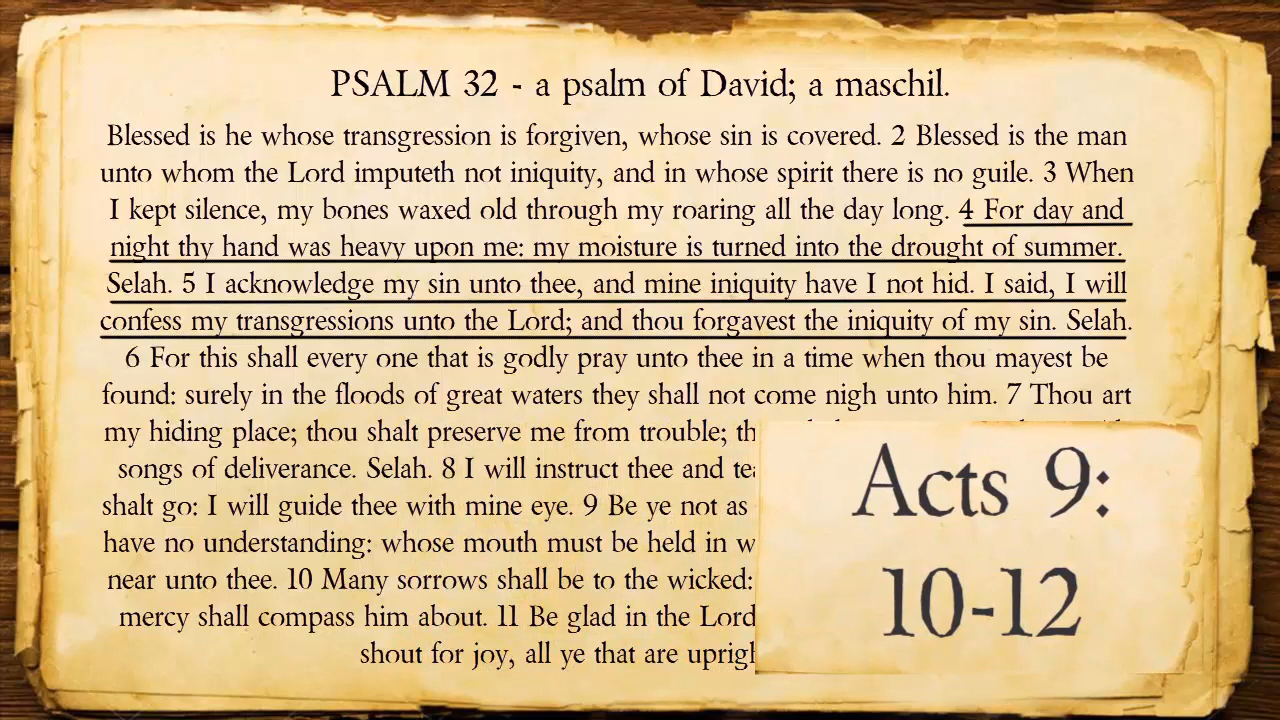 PSALM 32 - a psalm of David; a maschil.
Blessed is he whose transgression is forgiven, whose sin is covered. 2 Blessed is the man
unto whom the Lord imputeth not iniquity, and in whose spirit there is no guile. 3 When
I kept silence, my bones waxed old through my roaring all the day long. 4 For day and
night thy hand was heavy upon me: my moisture is turned into the drought of summer.
Selah. 5 I acknowledge my sin unto thee, and mine iniquity have I not hid. I said, I will
confess my transgressions unto the Lord; and thou forgavest the iniquity of my sin. Selah.
6 For this shall every one that is godly pray unto thee in a time when thou mayest be
found: surely in the floods of great waters they shall not come nigh unto him. 7 Thou art
my hiding place; thou shalt preserve me from trouble;
songs of deliverance. Selah. 8 I will instruct thee and
shalt go: I will guide thee with mine eye. 9 Be ye not as
have no understanding: whose mouth must be held in
near unto thee. 10 Many sorrows shall be to the wicked:
mercy shall compass him about. 11 Be glad in the Lord
shout for joy, all ye that are
Acts 9:
10-12